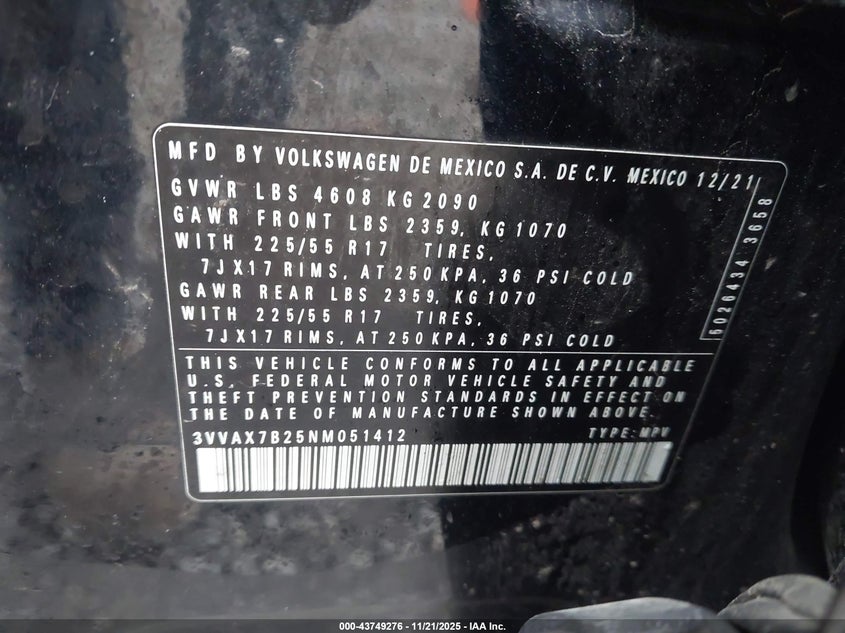 MFD BY VOLKSWAGEN DE MEXICO S.A. DE C.V. MEXICO 12/21
GVWR LBS 4608 KG 2090
GAWR FRONT LBS 2359, KG 1070
WITH 225/55 R17 TIRES,
7JX17 RIMS, AT 250 KPA, 36 PSI COLD
GAWR REAR LBS 2359, KG 1070
WITH 225/55 R17 TIRES,
7JX17 RIMS, AT 250 KPA, 36 PSI COLD
5026434 3658
THIS VEHICLE CONFORMS TO ALL APPLICABLE
U.S. FEDERAL MOTOR VEHICLE SAFETY AND
THEFT PREVENTION STANDARDS IN EFFECT ON
THE DATE OF MANUFACTURE SHOWN ABOVE.
3VVAX7B25NM051412 TYPE: MPV
000-43749276 - 11/21/2025 - IAA Inc.